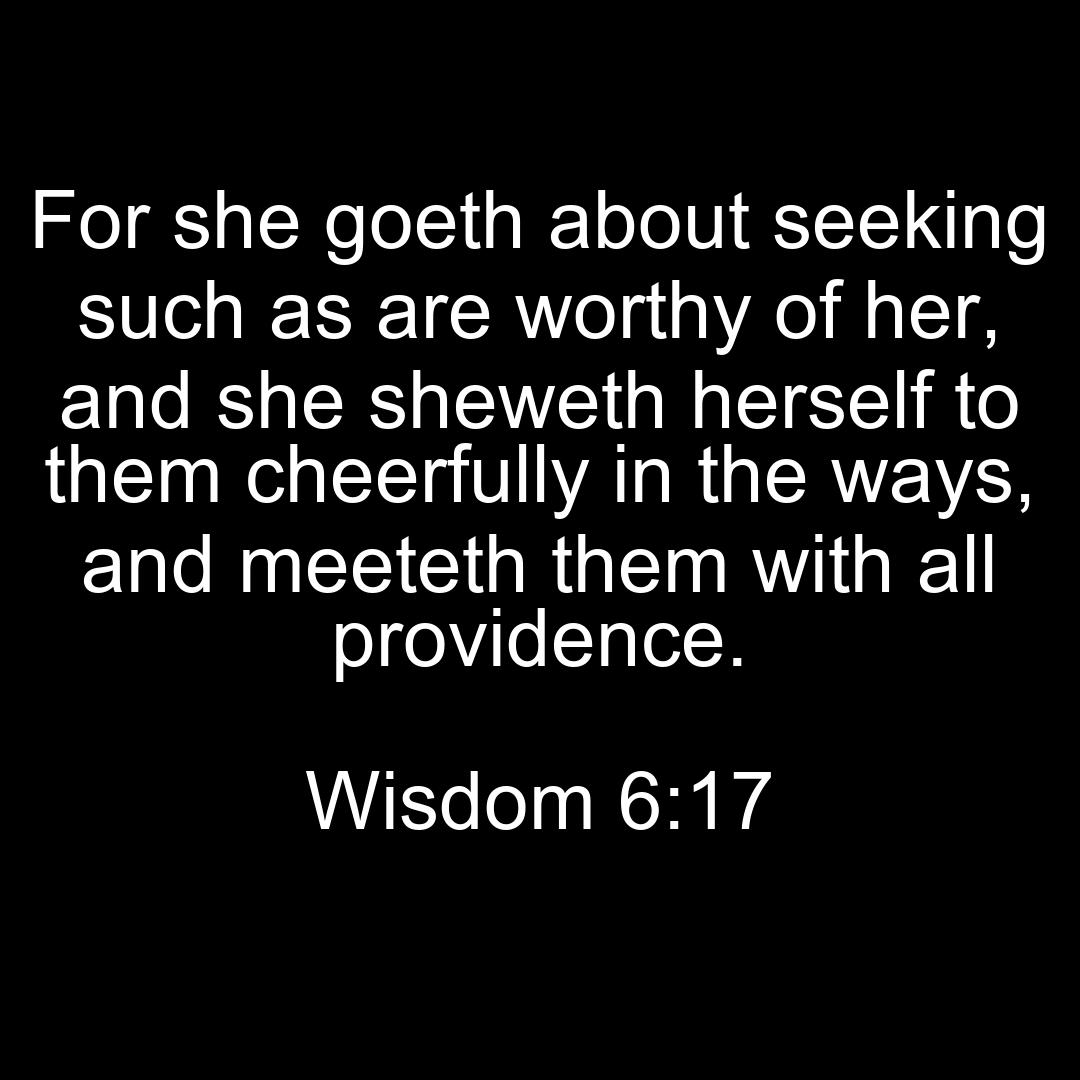 For she goeth about seeking
such as are worthy of her,
and she sheweth herself to
them cheerfully in the ways,
and meeteth them with all
providence.
Wisdom 6:17